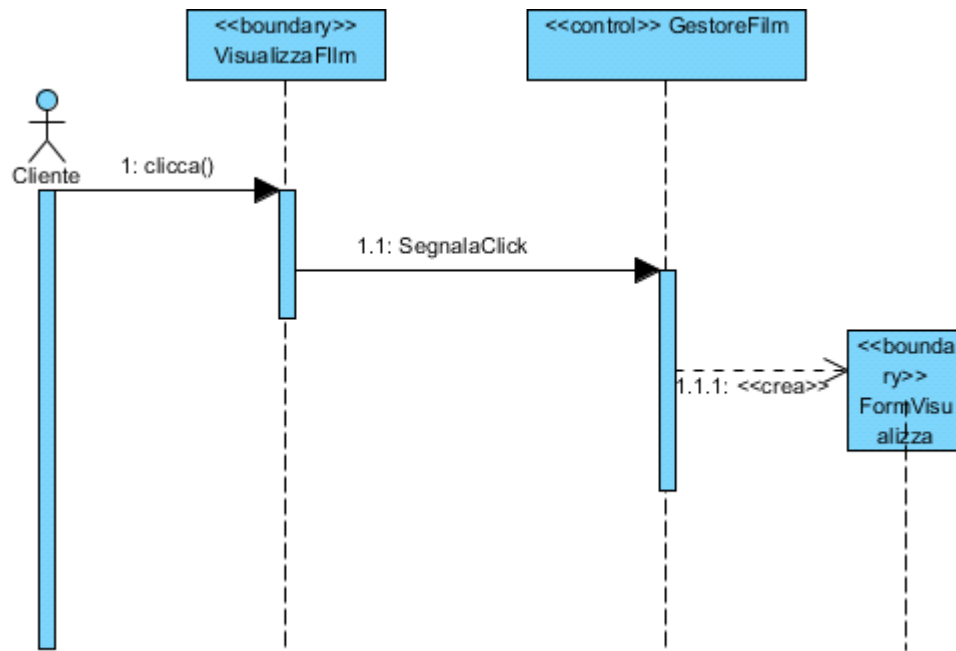 <<boundary>>
VisualizzaFIlm
<<control>> GestoreFilm
Cliente
1: clicca()
1.1: SegnalaClick
1.1.1: <<crea>>
<<bounda
ry>>
FormVisu
alizza